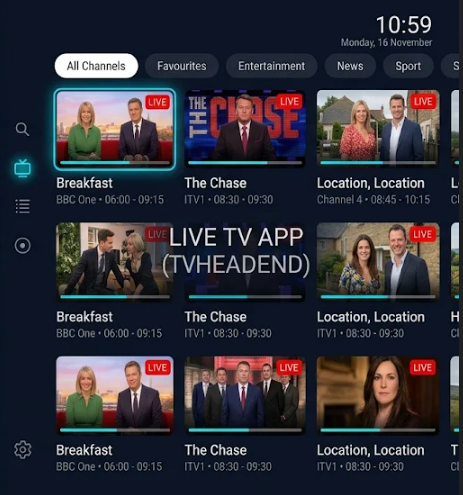 10:59
Monday, 16 November
All Channels
Favourites
Entertainment
News
Sport
S
LIVE
THE CHASE
LIVE
LIVE
Breakfast
The Chase
Location, Location
L
BBC One • 06:00 - 09:15
ITV1 • 08:30 - 09:30
Channel 4 • 08:45 - 10:15
Cl
LIVE
LIVE
LIVE TV APP
(TVHEADEND)
Breakfast
The Chase
Location, Location
H
BBC One • 06:00 - 09:15
ITV1 • 08:30 - 09:30
ITV1 • 08:30 - 09:30
Cl
LIVE
LIVE
LIVE
Breakfast
The Chase
Location, Location
T
BBC One • 06:00 - 09:15
ITV1 • 08:30 - 09:30
ITV1 • 08:30 - 09:30
Cl